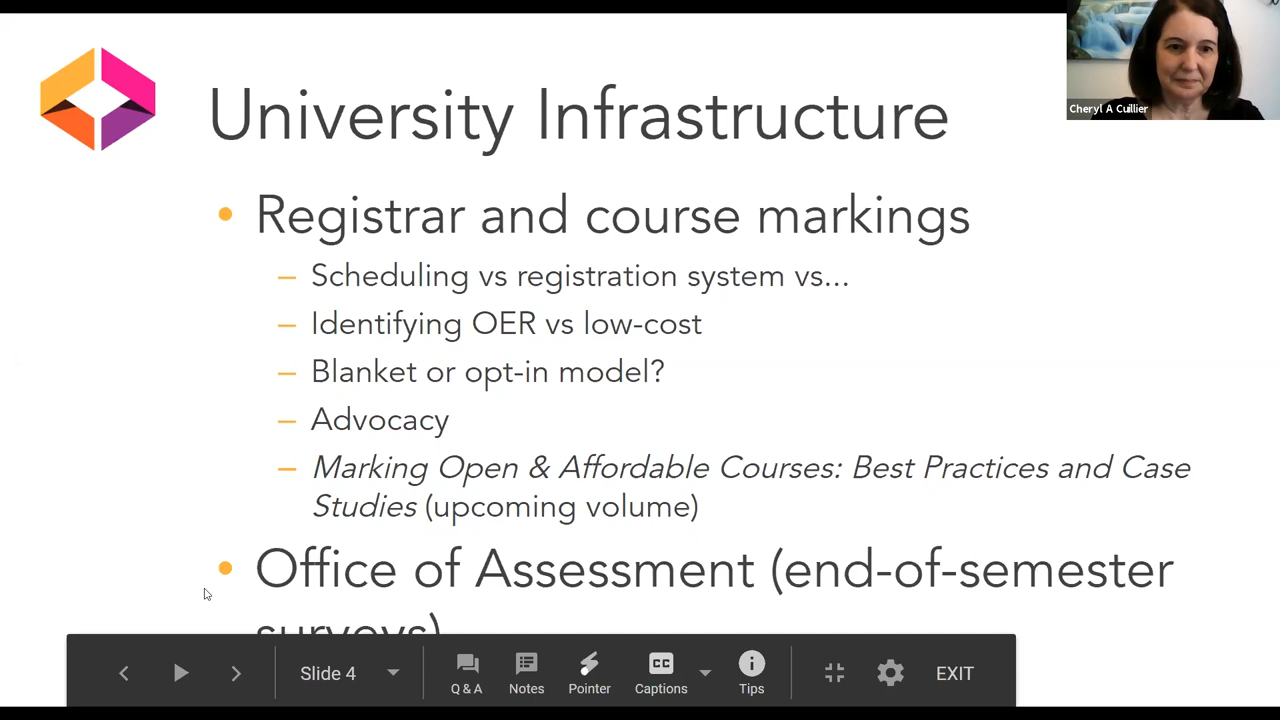 University Infrastructure
Cheryl A Cuillier
• Registrar and course markings
– Scheduling vs registration system vs...
– Identifying OER vs low-cost
– Blanket or opt-in model?
– Advocacy
– Marking Open & Affordable Courses: Best Practices and Case
Studies (upcoming volume)
• Office of Assessment (end-of-semester
surveys)
Slide 4
Q & A
Notes
Pointer
CC
Captions
Tips
EXIT